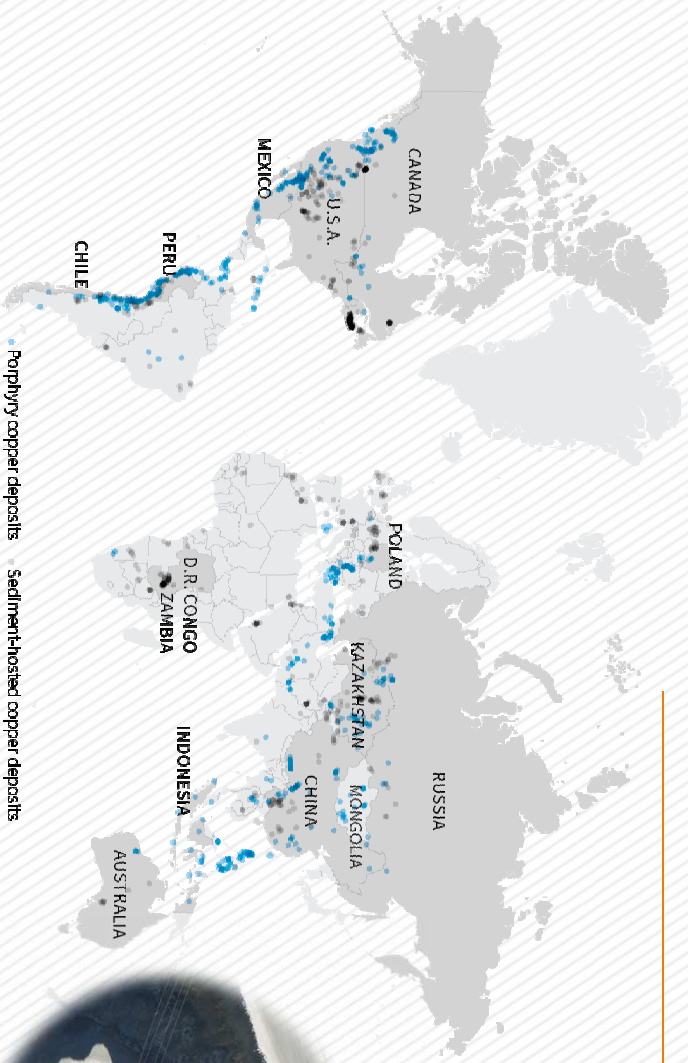 CANADA
U.S.A.
MEXICO
PERU
CHILE
POLAND
D.R. CONGO
ZAMBIA
KAZAKHSTAN
RUSSIA
MONGOLIA
CHINA
INDONESIA
AUSTRALIA
Porphyry copper deposits
Sediment-hosted copper deposits